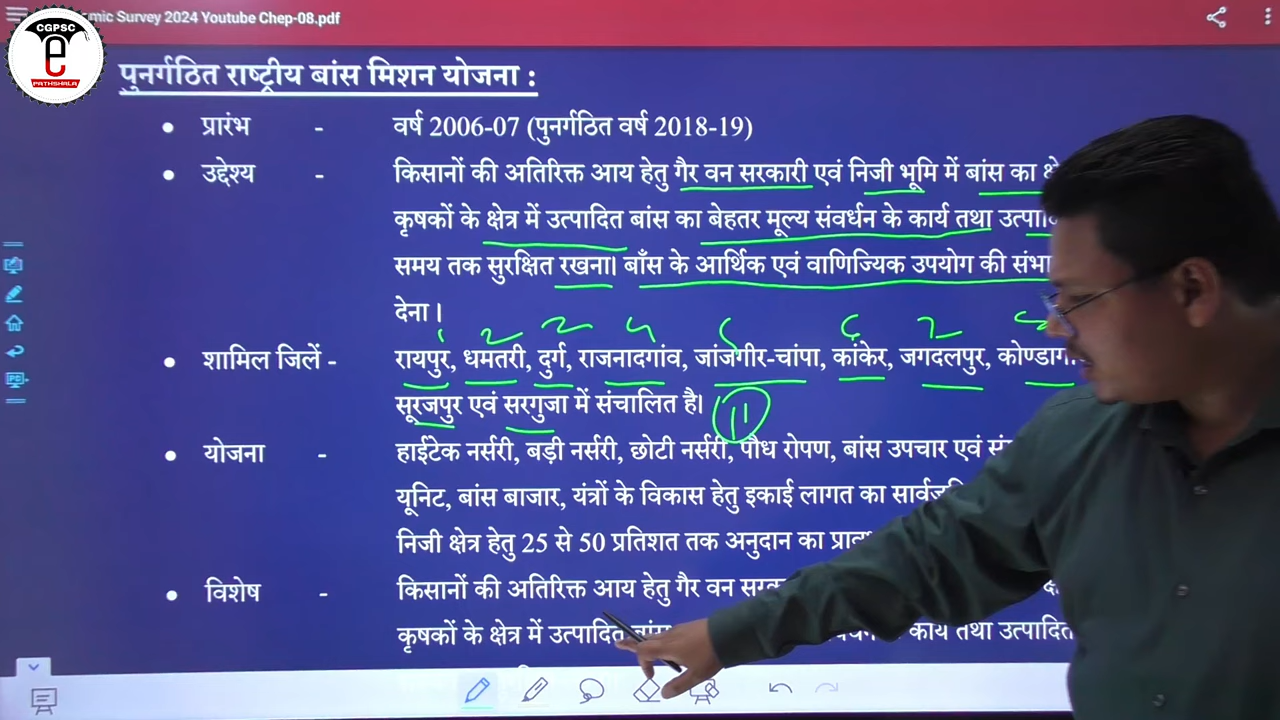 CGPSC
e
PATHSHALA
mic Survey 2024 Youtube Chep-08.pdf
पुनर्गठित राष्ट्रीय बांस मिशन योजना :
• प्रारंभ - वर्ष 2006-07 (पुनर्गठित वर्ष 2018-19)
• उद्देश्य - किसानों की अतिरिक्त आय हेतु गैर वन सरकारी एवं निजी भूमि में बांस का
कृषकों के क्षेत्र में उत्पादित बांस का बेहतर मूल्य संवर्धन के कार्य तथा
समय तक सुरक्षित रखना। बाँस के आर्थिक एवं वाणिज्यिक उपयोग की
देना।
• शामिल जिलें - रायपुर, धमतरी, दुर्ग, राजनादगांव, जांजगीर-चांपा, कांकेर, जगदलपुर,
सूरजपुर एवं सरगुजा में संचालित है। 11
• योजना - हाईटेक नर्सरी, बड़ी नर्सरी, छोटी नर्सरी, पौध रोपण, बांस उपचार एवं
यूनिट, बांस बाजार, यंत्रों के विकास हेतु इकाई लागत का
निजी क्षेत्र हेतु 25 से 50 प्रतिशत तक अनुदान का
• विशेष - किसानों की अतिरिक्त आय हेतु गैर वन
कृषकों के क्षेत्र में उत्पादित कार्य तथा उत्पादित